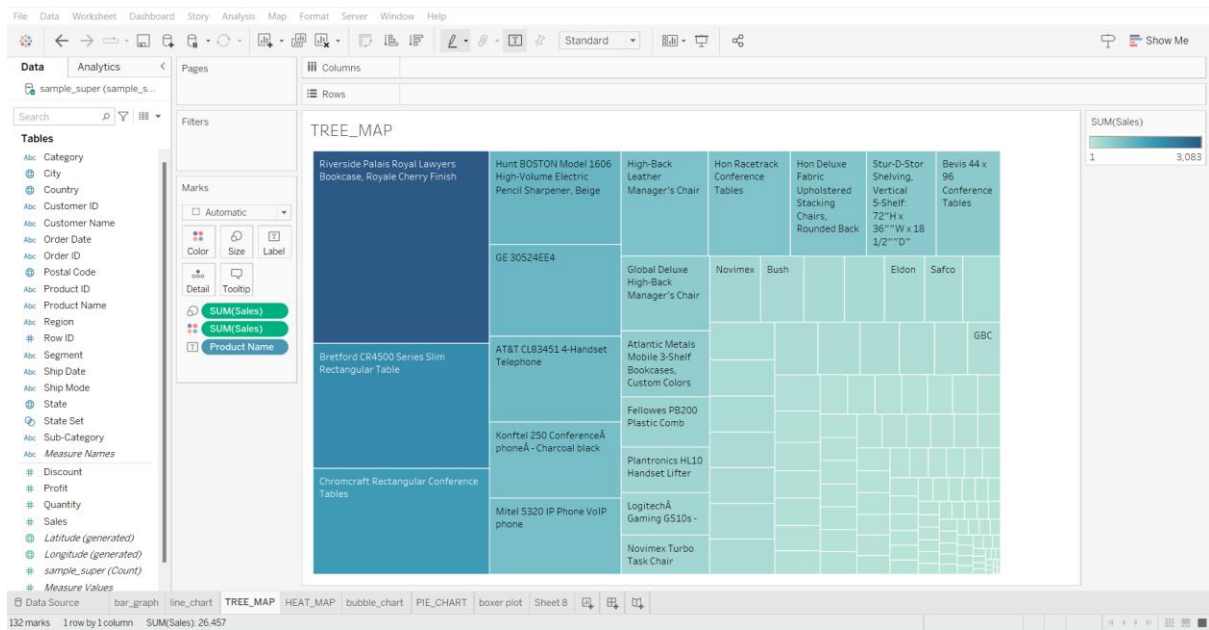 File Data Worksheet Dashboard Story Analysis Map Format Server Window Help
Standard
Show Me
Data Analytics
sample_super (sample_s...
Search
Tables
Abc Category
City
Country
Abc Customer ID
Abc Customer Name
Abc Order Date
Abc Order ID
Postal Code
Abc Product ID
Abc Product Name
Abc Region
# Row ID
Abc Segment
Abc Ship Date
Abc Ship Mode
State
State Set
Abc Sub-Category
Abc Measure Names
# Discount
# Profit
# Quantity
# Sales
Latitude (generated)
Longitude (generated)
# sample_super (Count)
# Measure Values
Pages
Filters
Marks
Automatic
Color Size Label
Detail Tooltip
SUM(Sales)
SUM(Sales)
Product Name
Columns
Rows
TREE_MAP
Riverside Palais Royal Lawyers
Bookcase, Royale Cherry Finish
Bretford CR4500 Series Slim
Rectangular Table
Chromcraft Rectangular Conference
Tables
Hunt BOSTON Model 1606
High-Volume Electric
Pencil Sharpener, Beige
GE 30524EE4
AT&T CL83451 4-Handset
Telephone
Konftel 250 ConferenceÂ
phoneÂ - Charcoal black
Mitel 5320 IP Phone VoIP
phone
High-Back
Leather
Manager's Chair
Global Deluxe
High-Back
Manager's Chair
Atlantic Metals
Mobile 3-Shelf
Bookcases,
Custom Colors
Fellowes PB200
Plastic Comb
Plantronics HL10
Handset Lifter
LogitechÂ
Gaming G510s -
Novimex Turbo
Task Chair
Hon Racetrack
Conference
Tables
Hon Deluxe
Fabric
Upholstered
Stacking
Chairs,
Rounded Back
Stur-D-Stor
Shelving,
Vertical
5-Shelf:
72"H x
36""W x 18
1/2""D"
Bevis 44 x
96
Conference
Tables
Novimex
Bush
Eldon
Safco
GBC
SUM(Sales)
1 3,083
Data Source bar_graph line_chart TREE_MAP HEAT_MAP bubble_chart PIE_CHART boxer plot Sheet 8
132 marks 1 row by 1 column SUM(Sales): 26,457